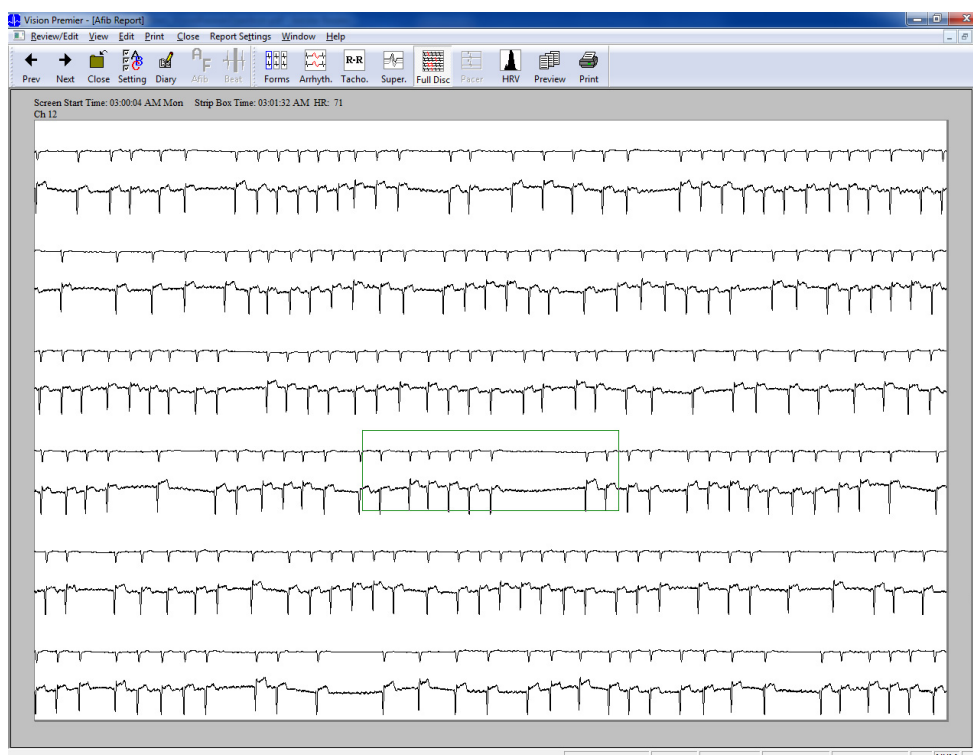 Vision Premier - [Afib Report]
Review/Edit View Edit Print Close Report Settings Window Help
A F
R-R
Prev Next Close Setting Diary Afib Beat Forms Arrhyth. Tacho. Super. Full Disc Pacer HRV Preview Print
Screen Start Time: 03:00:04 AM Mon Strip Box Time: 03:01:32 AM HR: 71
Ch 12